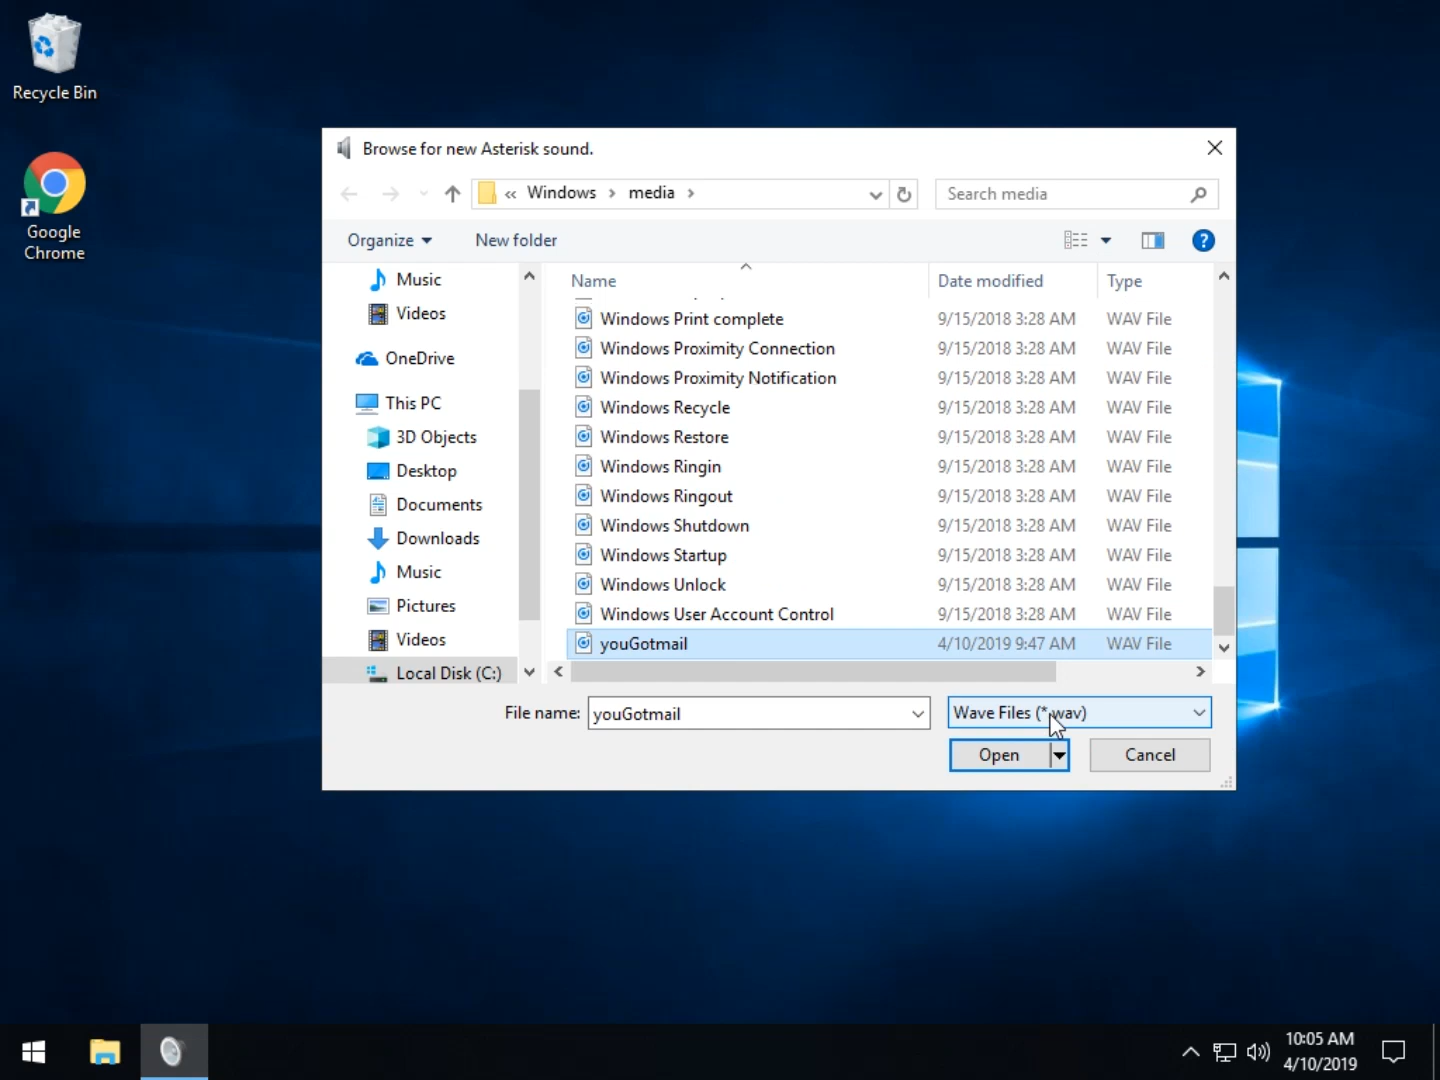 Recycle Bin
Google
Chrome
Browse for new Asterisk sound.
« Windows > media >
Search media
Organize
New folder
?
Music
Videos
OneDrive
This PC
3D Objects
Desktop
Documents
Downloads
Music
Pictures
Videos
Local Disk (C:)
Name Date modified Type
Windows Print complete 9/15/2018 3:28 AM WAV File
Windows Proximity Connection 9/15/2018 3:28 AM WAV File
Windows Proximity Notification 9/15/2018 3:28 AM WAV File
Windows Recycle 9/15/2018 3:28 AM WAV File
Windows Restore 9/15/2018 3:28 AM WAV File
Windows Ringin 9/15/2018 3:28 AM WAV File
Windows Ringout 9/15/2018 3:28 AM WAV File
Windows Shutdown 9/15/2018 3:28 AM WAV File
Windows Startup 9/15/2018 3:28 AM WAV File
Windows Unlock 9/15/2018 3:28 AM WAV File
Windows User Account Control 9/15/2018 3:28 AM WAV File
youGotmail 4/10/2019 9:47 AM WAV File
File name: youGotmail
Wave Files (*.wav)
Open
Cancel
10:05 AM
4/10/2019